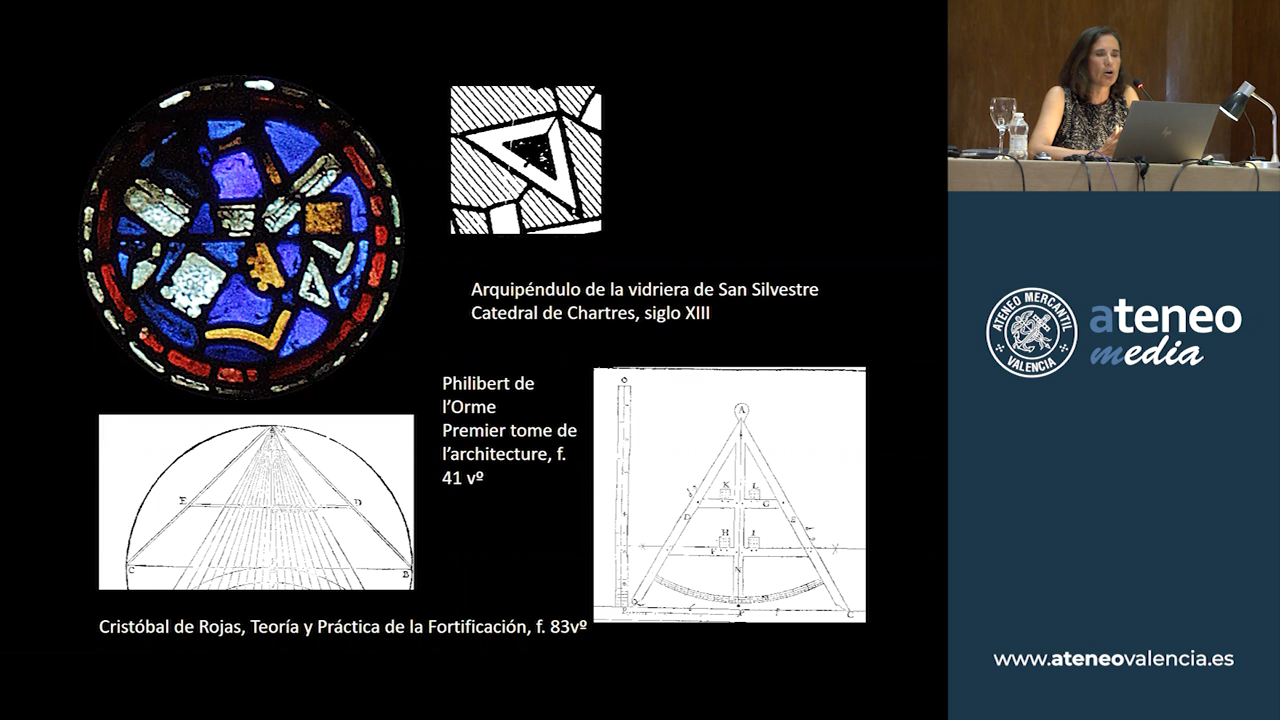 Arquipéndulo de la vidriera de San Silvestre
Catedral de Chartres, siglo XIII
Philibert de
l’Orme
Premier tome de
l’architecture, f.
41 vº
Cristóbal de Rojas, Teoría y Práctica de la Fortificación, f. 83vº
A
E
D
C
B
A
K
L
D
G
E
H
I
F
N
M
C
ATENEO MERCANTIL
VALENCIA
ateneo
media
www.ateneovalencia.es